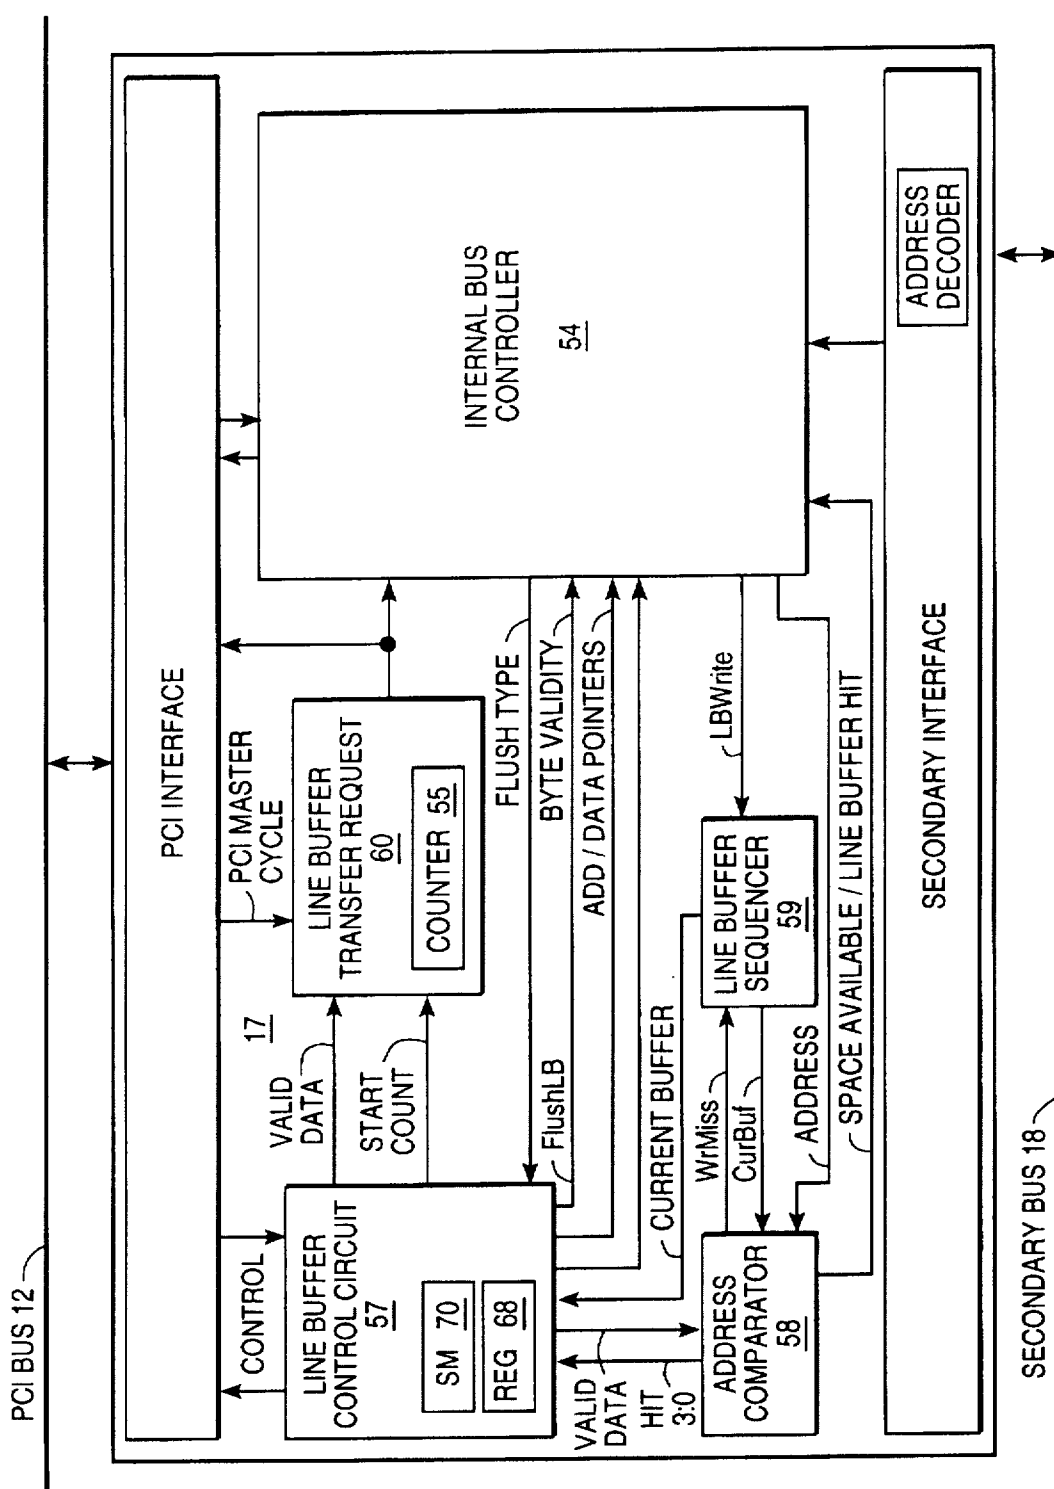 PCI BUS 12
PCI INTERFACE
CONTROL
PCI MASTER
CYCLE
LINE BUFFER
CONTROL CIRCUIT
57
SM 70
REG 68
VALID
DATA
17
START
COUNT
LINE BUFFER
TRANSFER REQUEST
60
COUNTER 55
INTERNAL BUS
CONTROLLER
54
FLUSH TYPE
FlushLB
BYTE VALIDITY
ADD / DATA POINTERS
VALID
DATA
HIT
3:0
CURRENT BUFFER
LBWrite
ADDRESS
COMPARATOR
58
WrMiss
CurBuf
LINE BUFFER
SEQUENCER
59
ADDRESS
SPACE AVAILABLE / LINE BUFFER HIT
SECONDARY INTERFACE
ADDRESS
DECODER
SECONDARY BUS 18